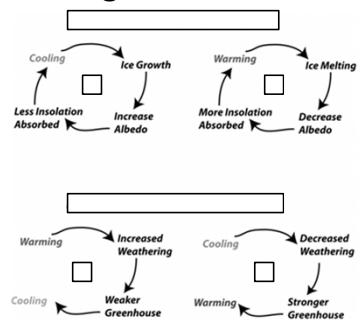 Cooling
Ice Growth
Less Insolation
Absorbed
Increase
Albedo
Warming
Ice Melting
More Insolation
Absorbed
Decrease
Albedo
Warming
Increased
Weathering
Cooling
Weaker
Greenhouse
Cooling
Decreased
Weathering
Warming
Stronger
Greenhouse